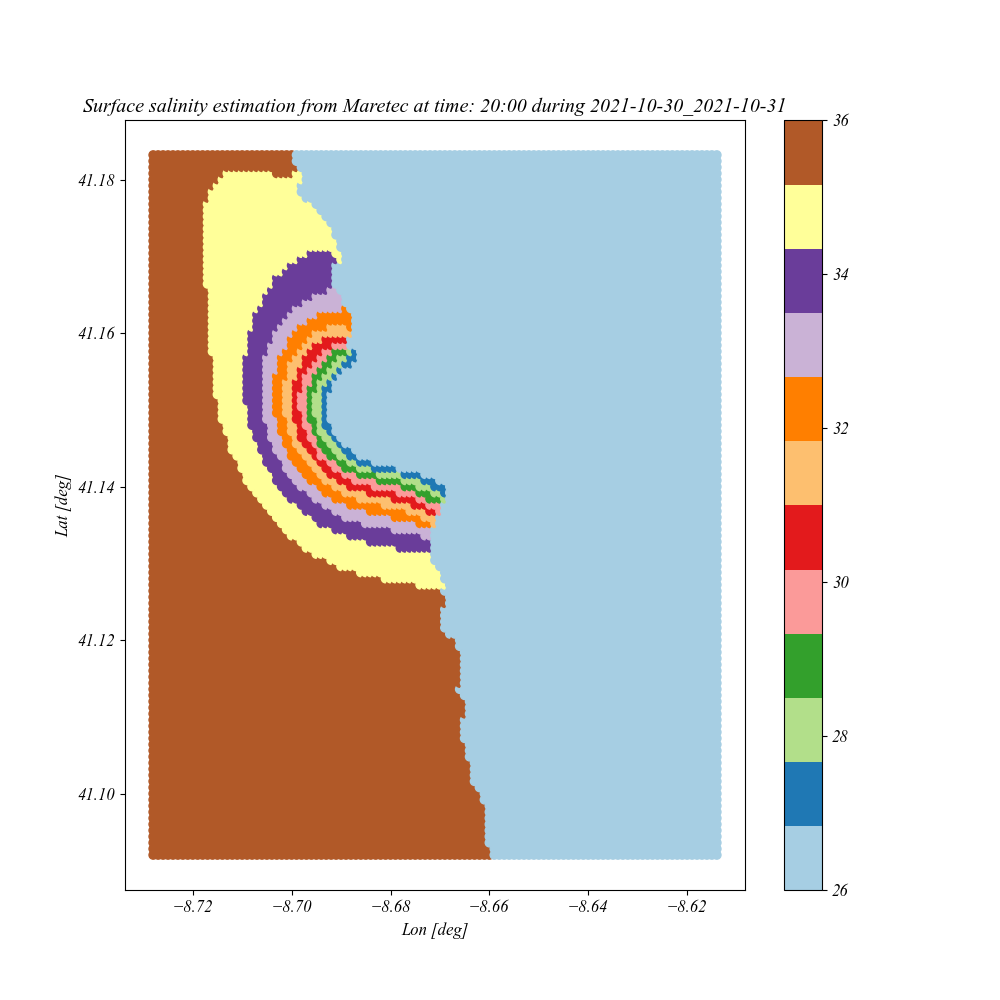 Surface salinity estimation from Maretec at time: 20:00 during 2021-10-30_2021-10-31
36
41.18
34
41.16
32
Lat [deg]
41.14
30
41.12
28
41.10
26
−8.72 −8.70 −8.68 −8.66 −8.64 −8.62
Lon [deg]